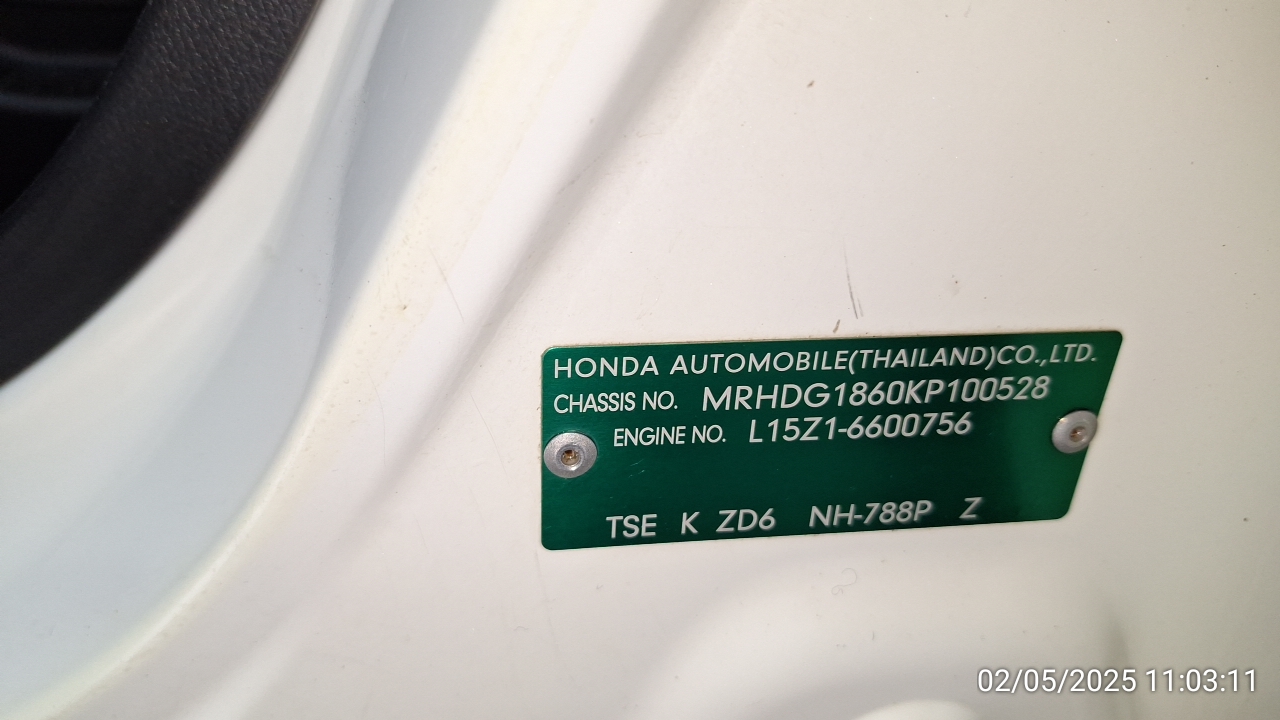 HONDA AUTOMOBILE(THAILAND)CO.,LTD.
CHASSIS NO. MRHDG1860KP100528
ENGINE NO. L15Z1-6600756
TSE K ZD6 NH-788P Z
02/05/2025 11:03:11